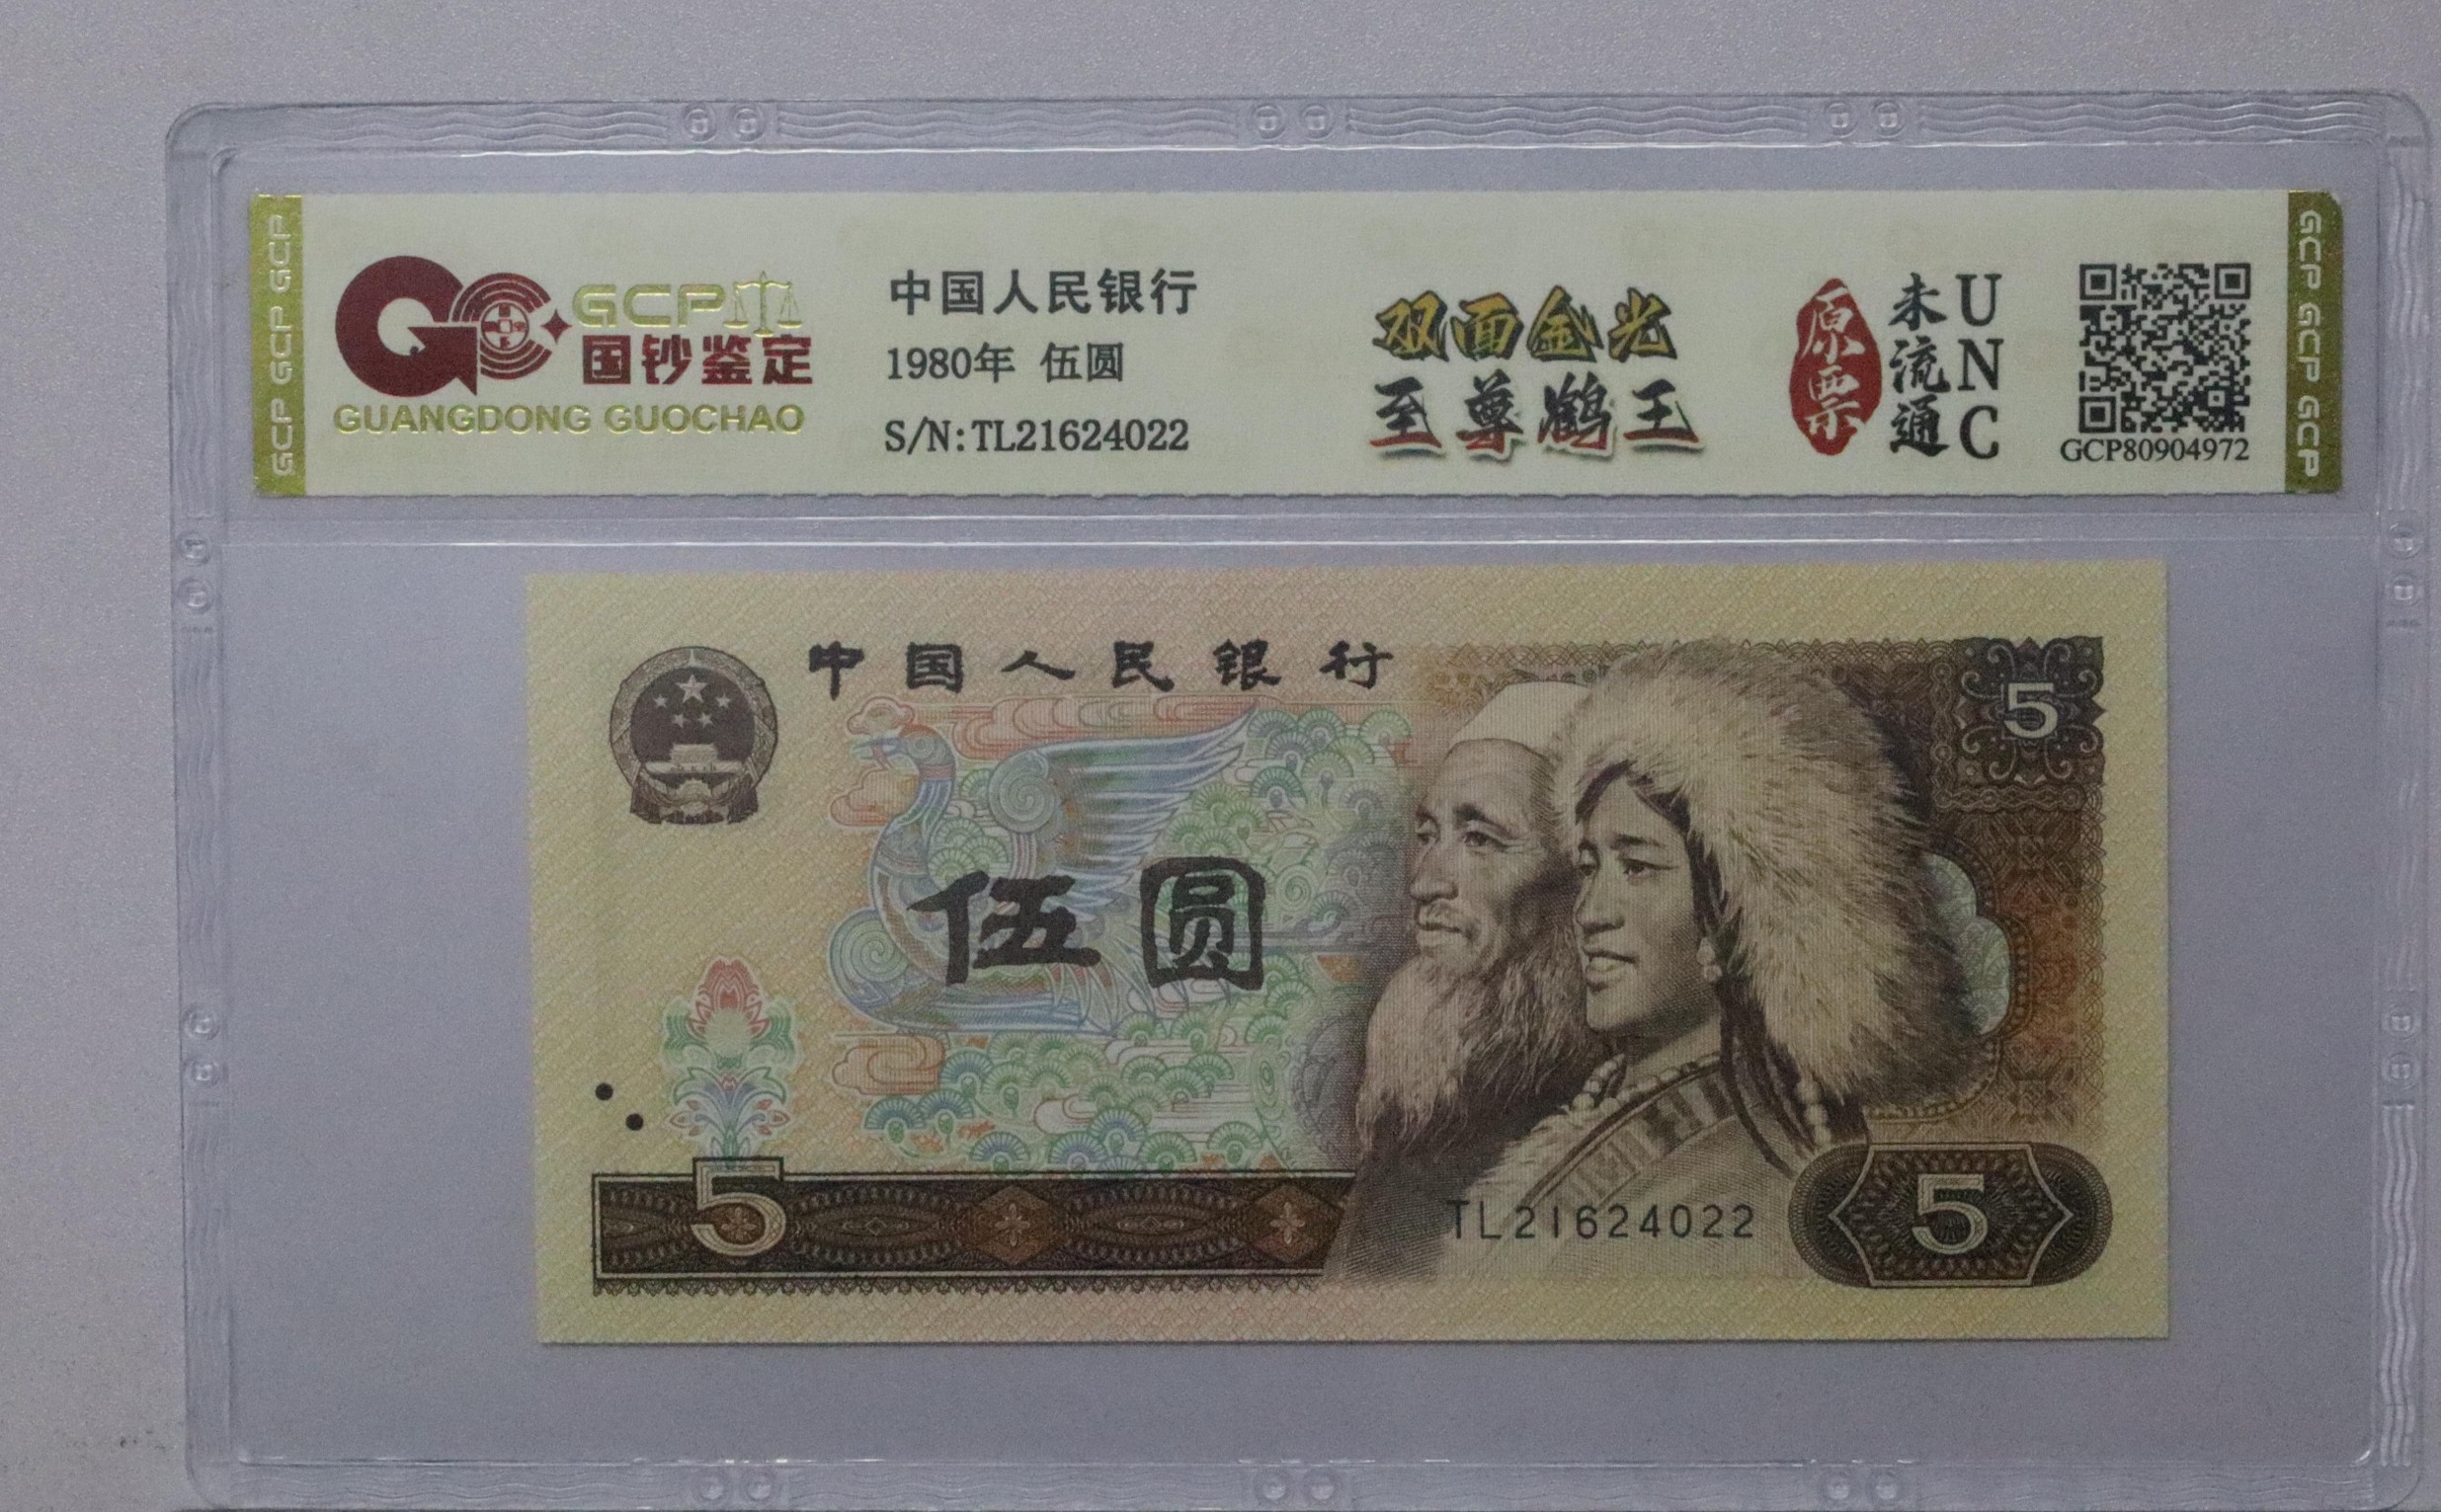 GCP GCP GCP
GCP
国钞鉴定
GUANGDONG GUOCHAO
中国人民银行
1980年 伍圆
S/N:TL21624022
双面金光
至尊鹤王
原票
未流通
UNC
GCP80904972
GCP GCP GCP
中国人民银行
5
伍圆
5
TL21624022
5